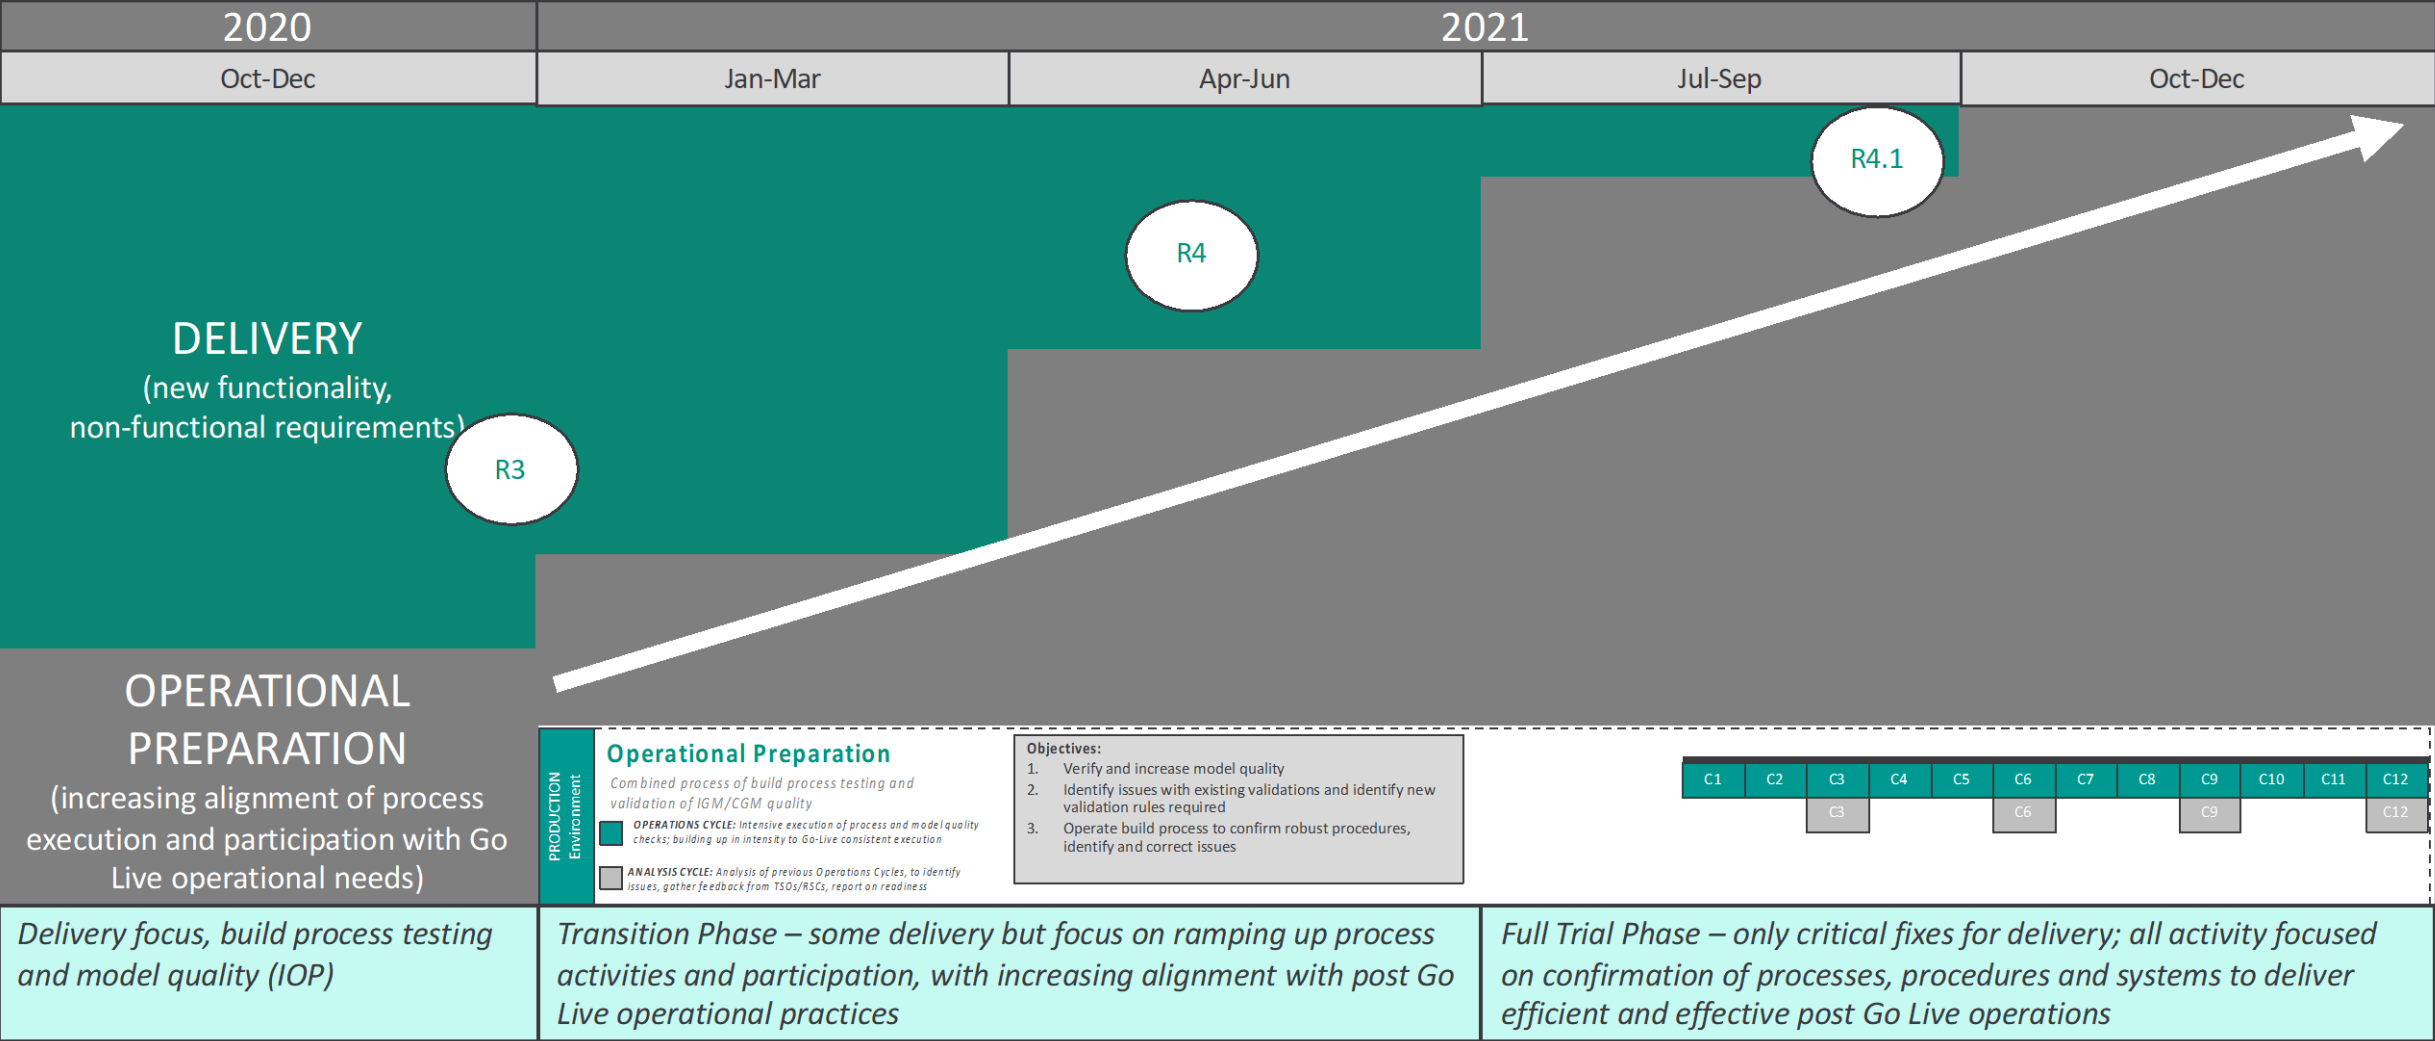 2020
2021
Oct-Dec
Jan-Mar
Apr-Jun
Jul-Sep
Oct-Dec
R4.1
R4
DELIVERY
(new functionality,
non-functional requirements)
R3
OPERATIONAL
PREPARATION
(increasing alignment of process
execution and participation with Go
Live operational needs)
PRODUCTION
Environment
Operational Preparation
Combined process of build process testing and
validation of IGM/CGM quality
OPERATIONS CYCLE: Intensive execution of process and model quality
checks; building up in intensity to Go-Live consistent execution
ANALYSIS CYCLE: Analysis of previous Operations Cycles, to identify
issues, gather feedback from TSOs/RSCs, report on readiness
Objectives:
1. Verify and increase model quality
2. Identify issues with existing validations and identify new
validation rules required
3. Operate build process to confirm robust procedures,
identify and correct issues
C1 C2 C3 C4 C5 C6 C7 C8 C9 C10 C11 C12
C3 C6 C9 C12
Delivery focus, build process testing
and model quality (IOP)
Transition Phase – some delivery but focus on ramping up process
activities and participation, with increasing alignment with post Go
Live operational practices
Full Trial Phase – only critical fixes for delivery; all activity focused
on confirmation of processes, procedures and systems to deliver
efficient and effective post Go Live operations